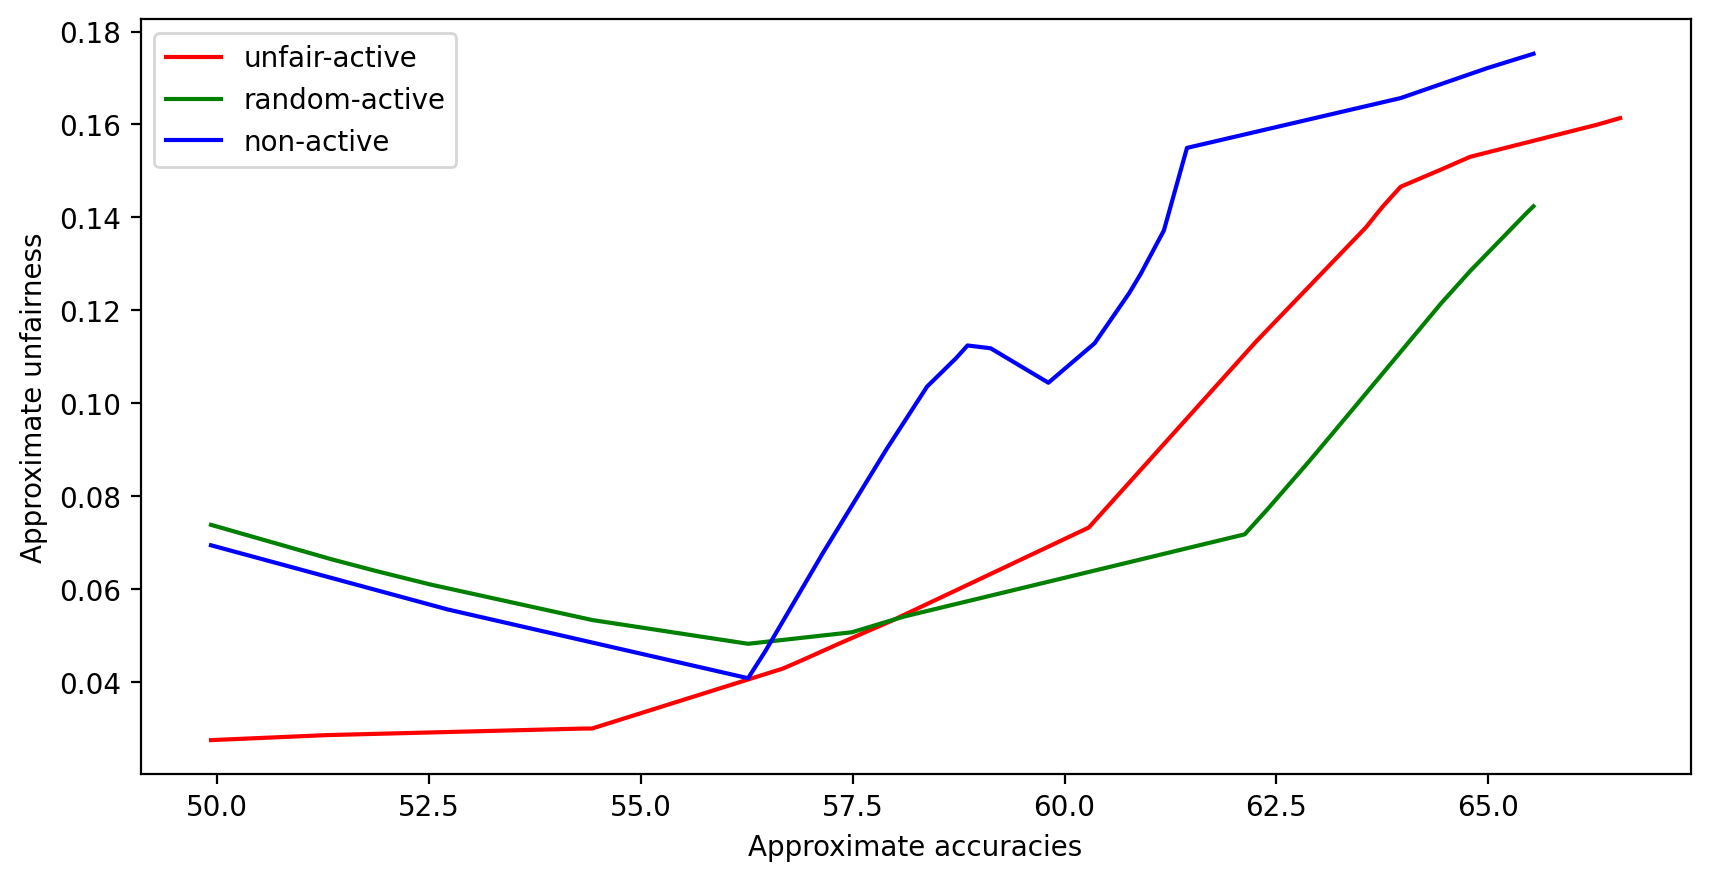 unfair-active
random-active
non-active
Approximate unfairness
0.18
0.16
0.14
0.12
0.10
0.08
0.06
0.04
50.0 52.5 55.0 57.5 60.0 62.5 65.0
Approximate accuracies